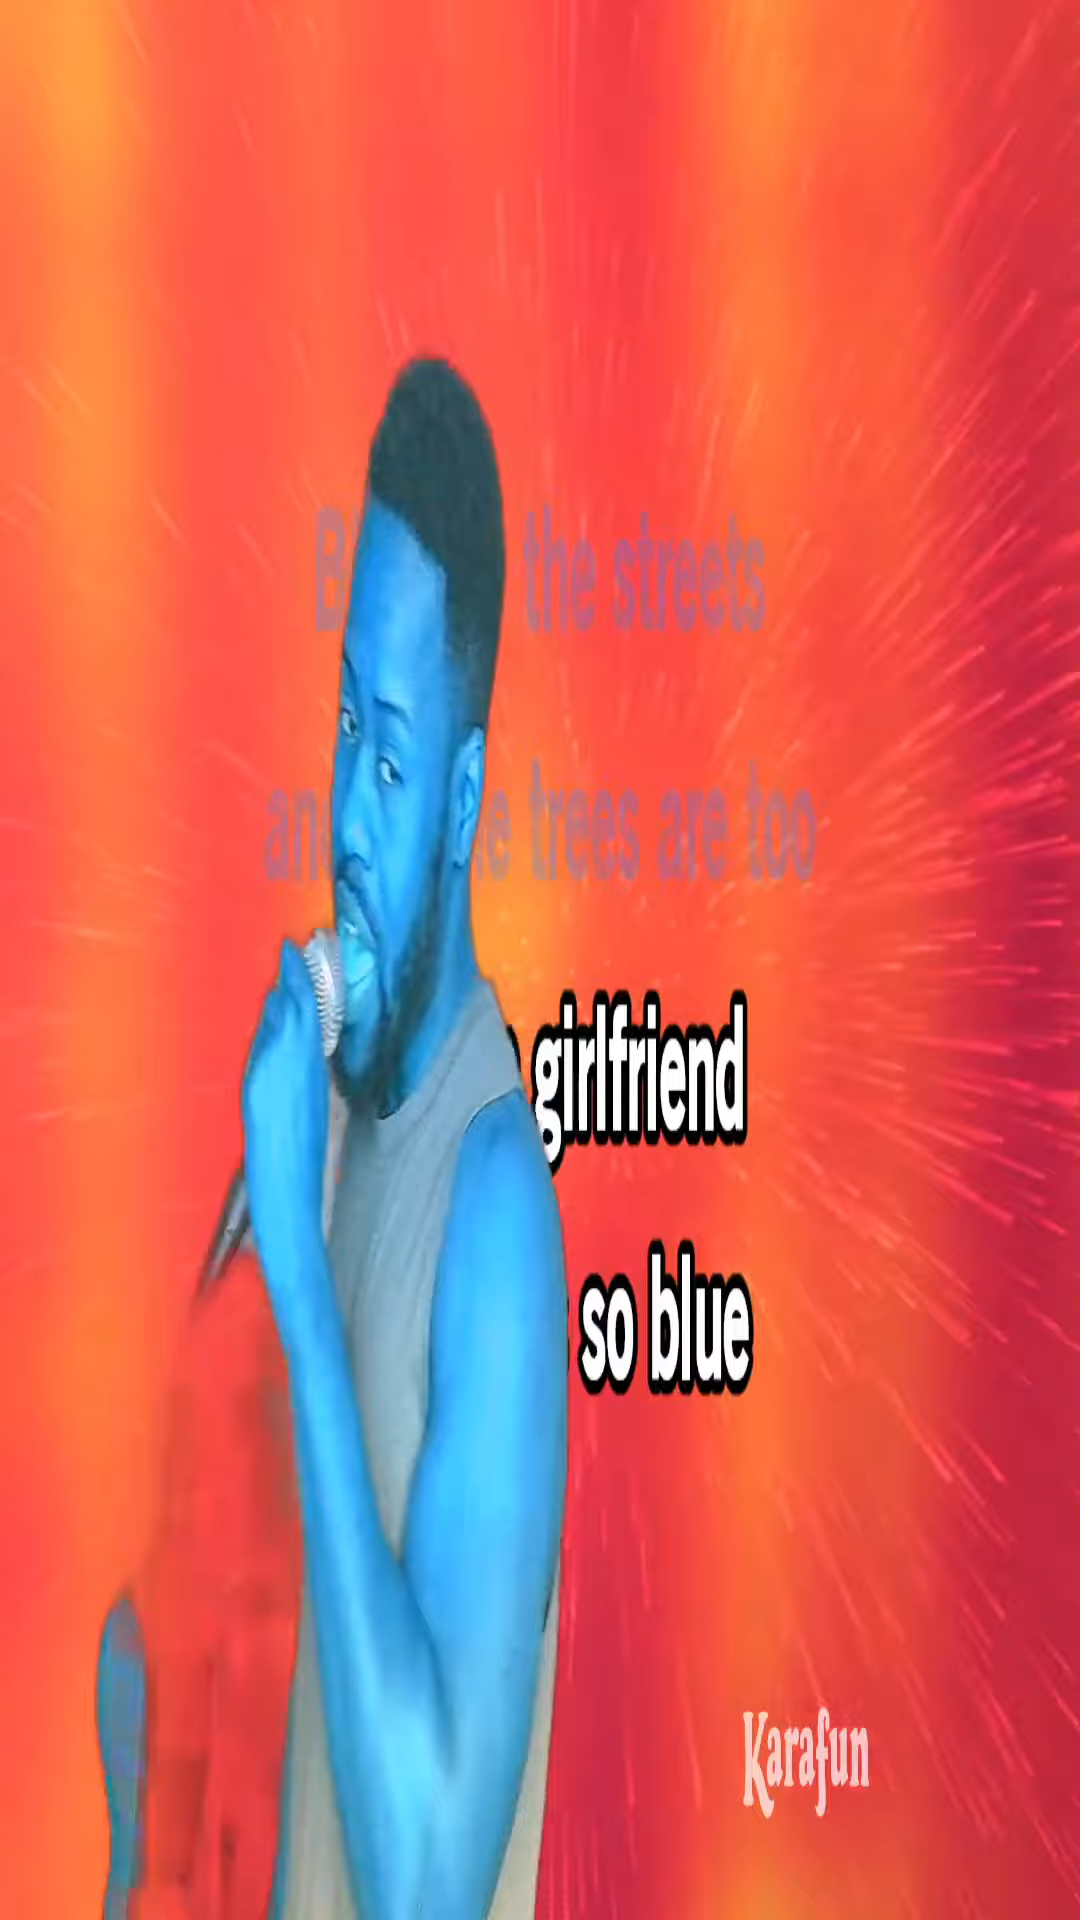 the streets
trees are too
girlfriend
so blue
Karafun